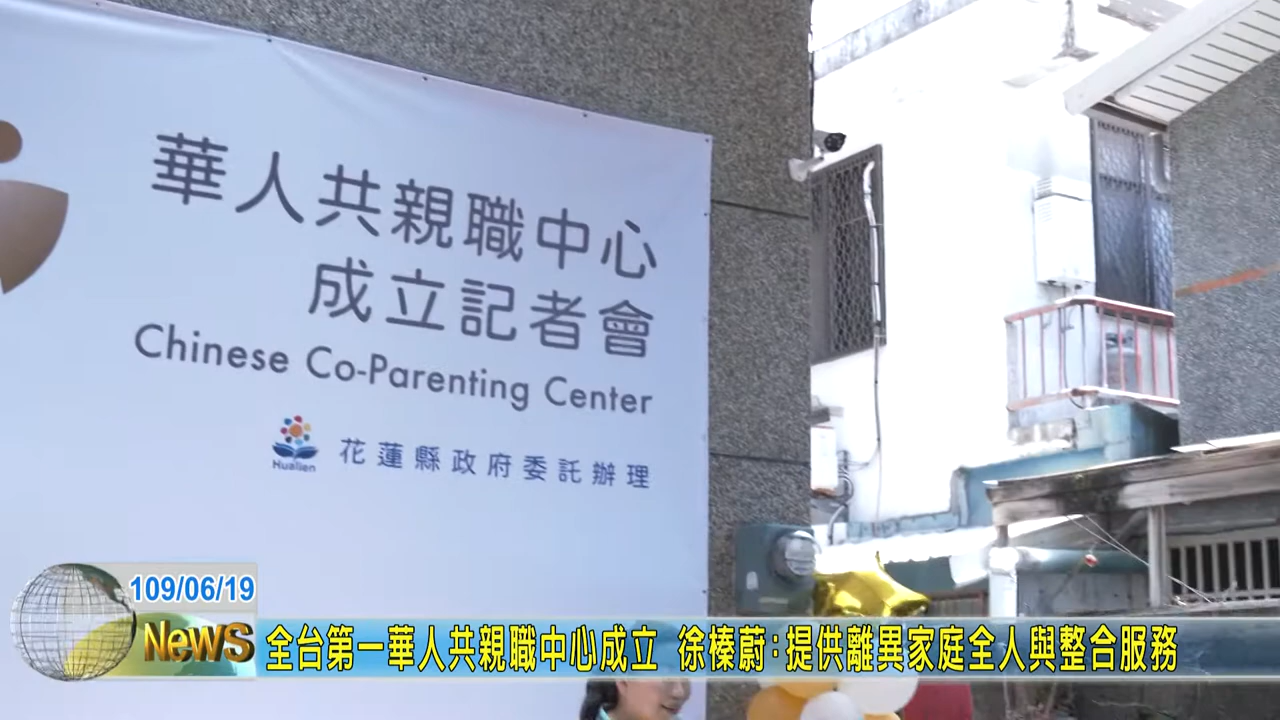 華人共親職中心
成立記者會
Chinese Co-Parenting Center
Hualien
花蓮縣政府委託辦理
109/06/19
News
全台第一華人共親職中心成立 徐榛蔚:提供離異家庭全人與整合服務